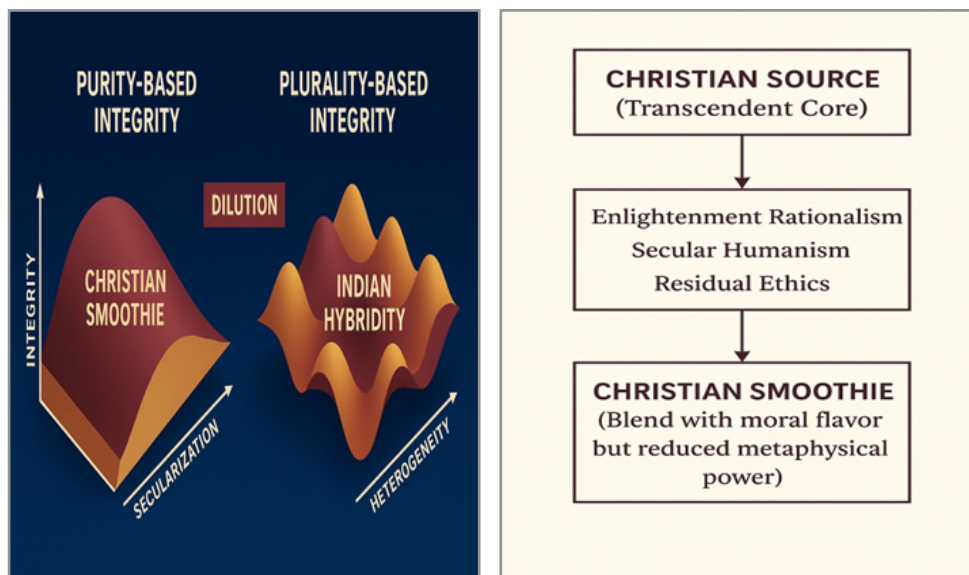 PURITY-BASED
INTEGRITY
PLURALITY-BASED
INTEGRITY
DILUTION
INTEGRITY
CHRISTIAN
SMOOTHIE
SECULARIZATION
INDIAN
HYBRIDITY
HETEROGENEITY
CHRISTIAN SOURCE
(Transcendent Core)
Enlightenment Rationalism
Secular Humanism
Residual Ethics
CHRISTIAN SMOOTHIE
(Blend with moral flavor
but reduced metaphysical
power)